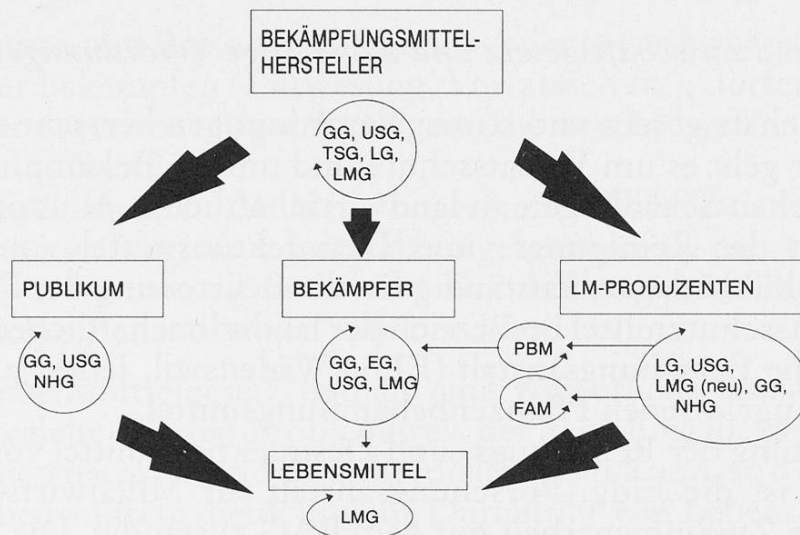 BEKÄMPFUNGSMITTEL-
HERSTELLER
GG, USG,
TSG, LG,
LMG
PUBLIKUM
BEKÄMPFER
LM-PRODUZENTEN
GG, USG
NHG
GG, EG,
USG, LMG
PBM
FAM
LG, USG,
LMG (neu), GG,
NHG
LEBENSMITTEL
LMG